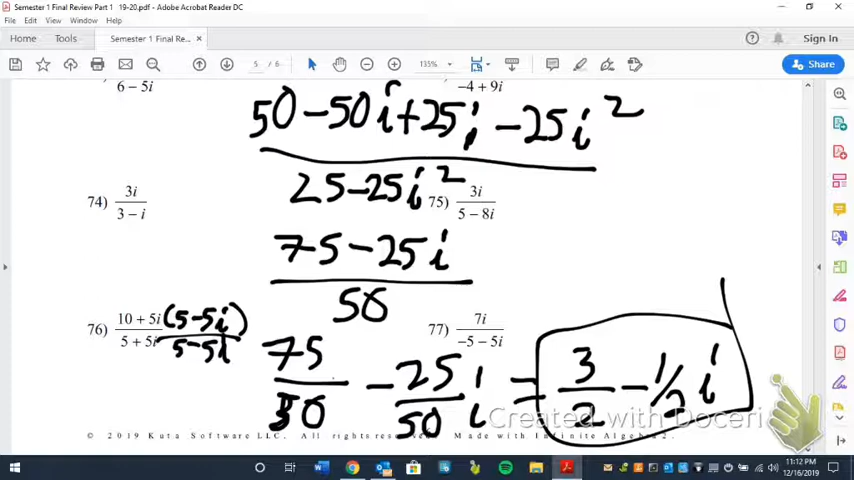 Semester 1 Final Review Part 1 19-20.pdf - Adobe Acrobat Reader DC
File Edit View Window Help
Home Tools Semester 1 Final Re... × Sign In
5 / 6 135% Share
6 − 5i −4 + 9i
50 − 50i + 25i − 25i²
25 − 25i²
74) 3i / 3 − i 75) 3i / 5 − 8i
75 − 25i
50
76) 10 + 5i / 5 + 5i (5 − 5i) / 5 − 5i 77) 7i / −5 − 5i
75 / 50 − 25 / 50 i = 3 / 2 − 1/2 i
Created with Doceri
© 2019 Kuta Software LLC. All rights reserved. Made with Infinite Algebra 2.
11:12 PM
12/16/2019